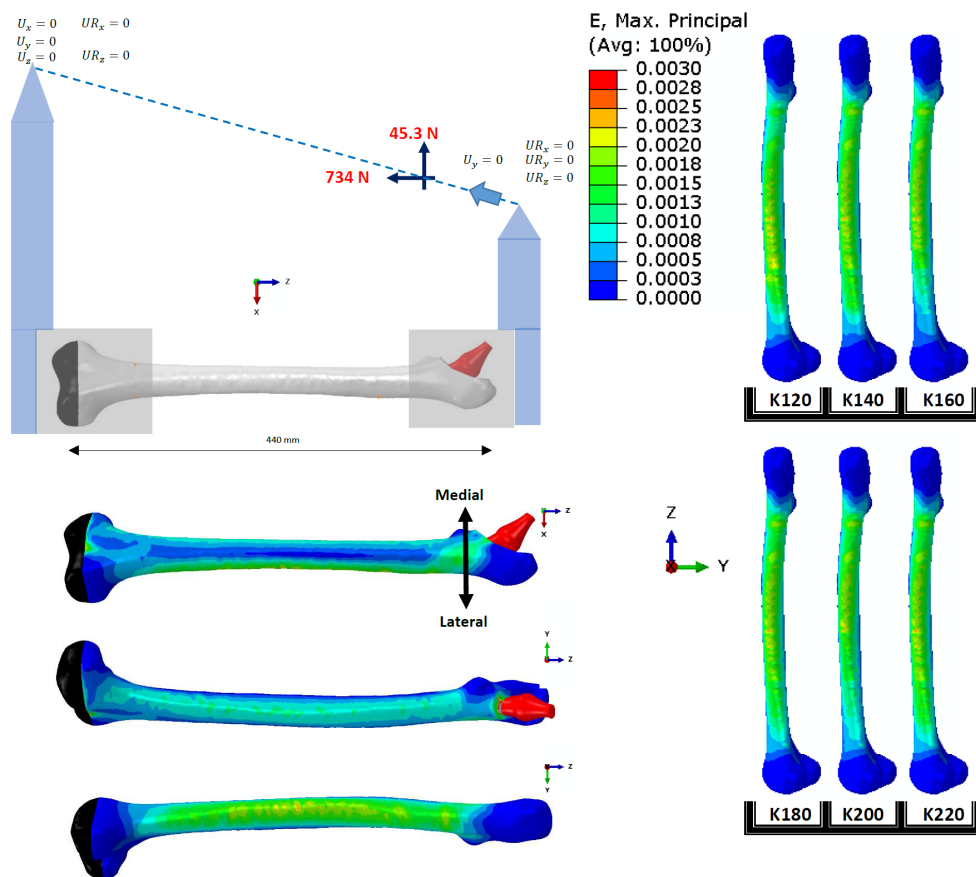 U_x = 0 UR_x = 0
U_y = 0
U_z = 0 UR_z = 0
45.3 N
734 N
U_y = 0
UR_x = 0
UR_y = 0
UR_z = 0
Z
X
440 mm
E, Max. Principal
(Avg: 100%)
0.0030
0.0028
0.0025
0.0023
0.0020
0.0018
0.0015
0.0013
0.0010
0.0008
0.0005
0.0003
0.0000
K120 K140 K160
Medial
Z
X
Lateral
Y
Z
Z
Y
Z
X
Y
K180 K200 K220